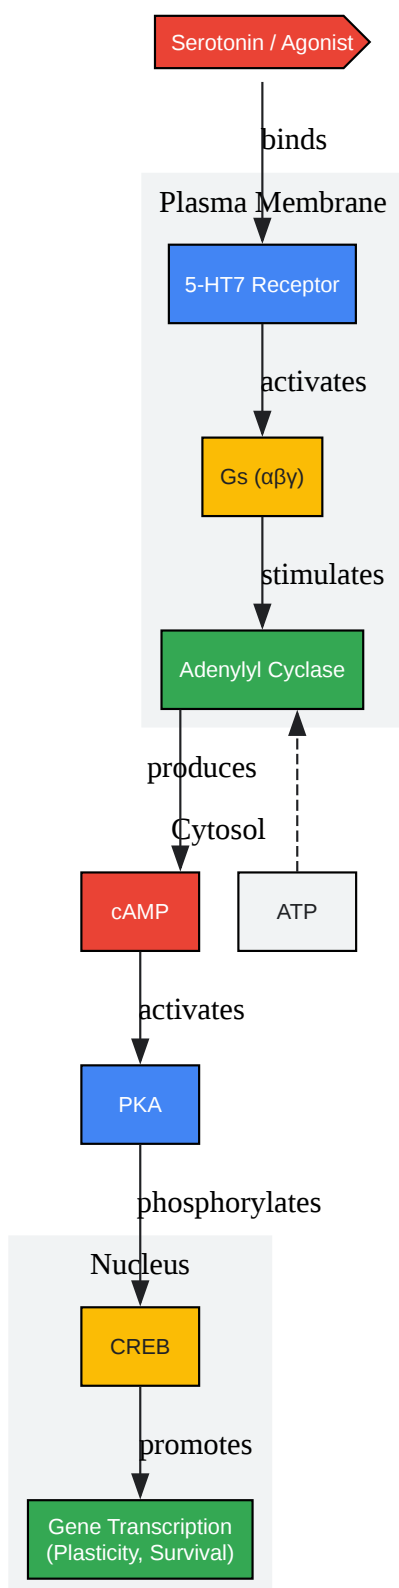 Serotonin / Agonist
binds
Plasma Membrane
5-HT7 Receptor
activates
Gs (αβγ)
stimulates
Adenylyl Cyclase
produces
Cytosol
cAMP
ATP
activates
PKA
phosphorylates
Nucleus
CREB
promotes
Gene Transcription
(Plasticity, Survival)